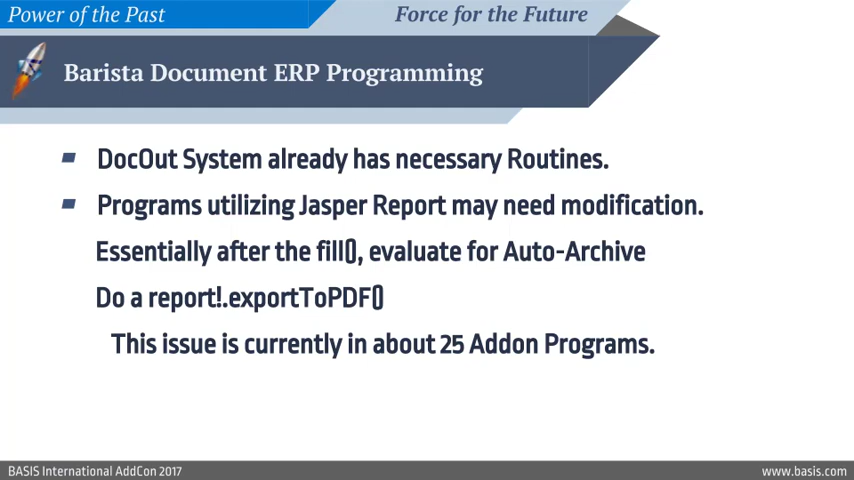 Power of the Past
Force for the Future
Barista Document ERP Programming
DocOut System already has necessary Routines.
Programs utilizing Jasper Report may need modification.
Essentially after the fill(), evaluate for Auto-Archive
Do a report!.exportToPDF()
This issue is currently in about 25 Addon Programs.
BASIS International AddCon 2017
www.basis.com